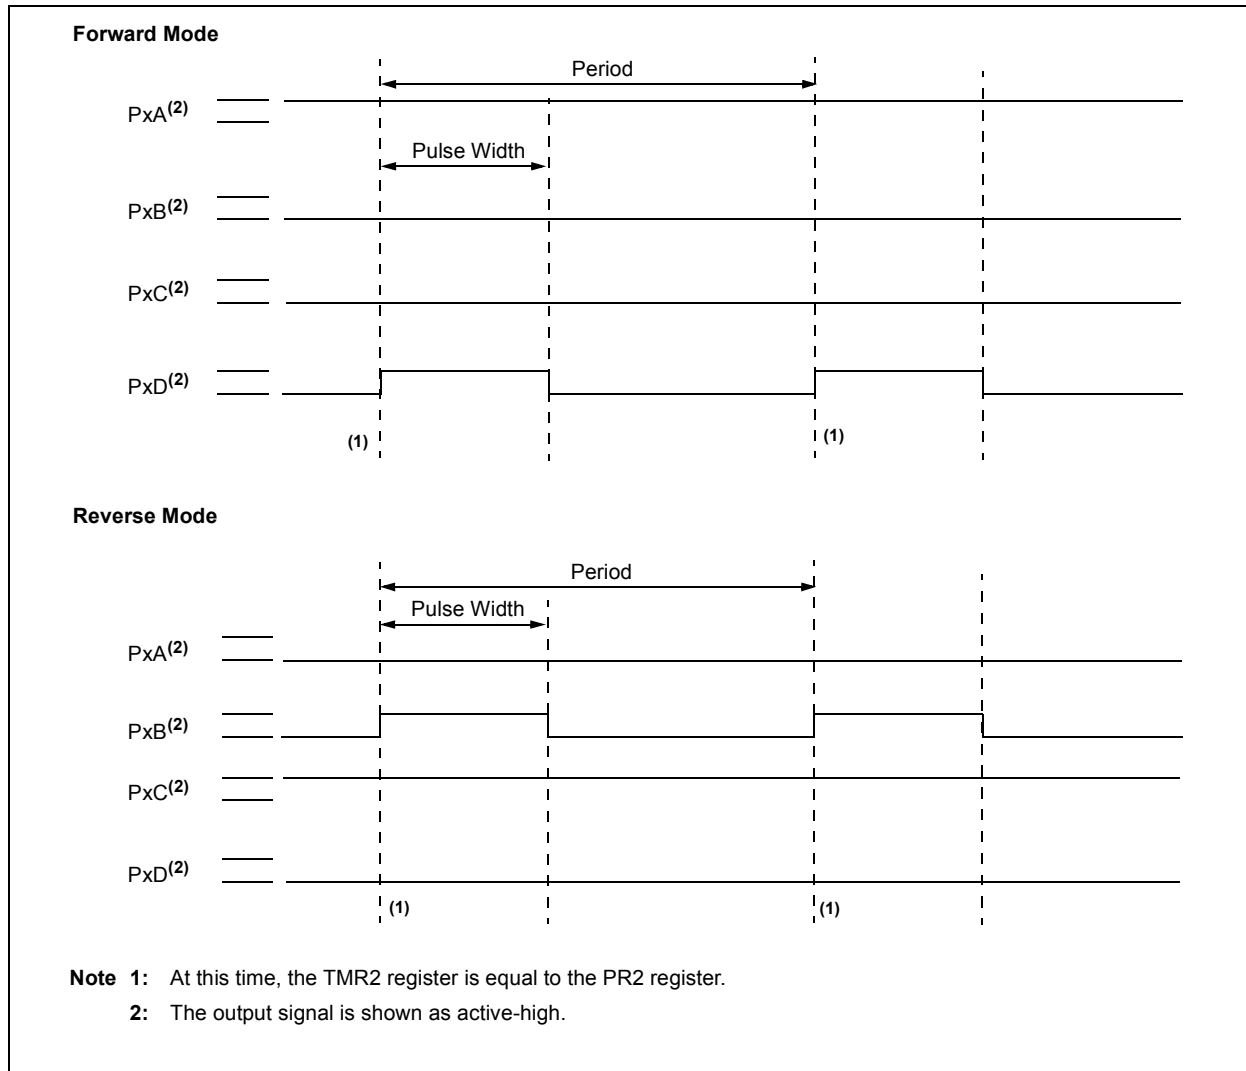 Forward Mode
Period
PxA(2)
Pulse Width
PxB(2)
PxC(2)
PxD(2)
(1) (1)
Reverse Mode
Period
Pulse Width
PxA(2)
PxB(2)
PxC(2)
PxD(2)
(1) (1)
Note 1: At this time, the TMR2 register is equal to the PR2 register.
2: The output signal is shown as active-high.